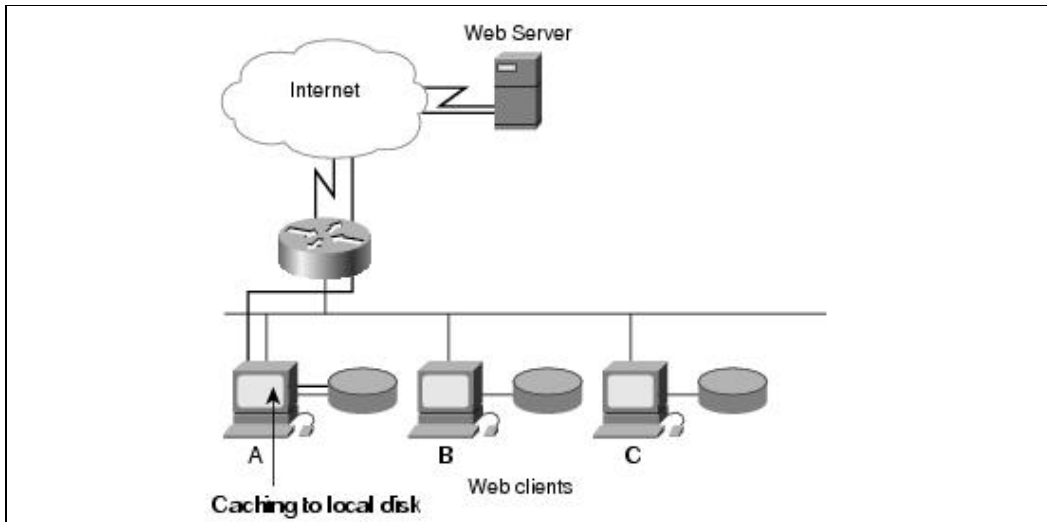 Web Server
Internet
A
B
C
Web clients
Caching to local disk